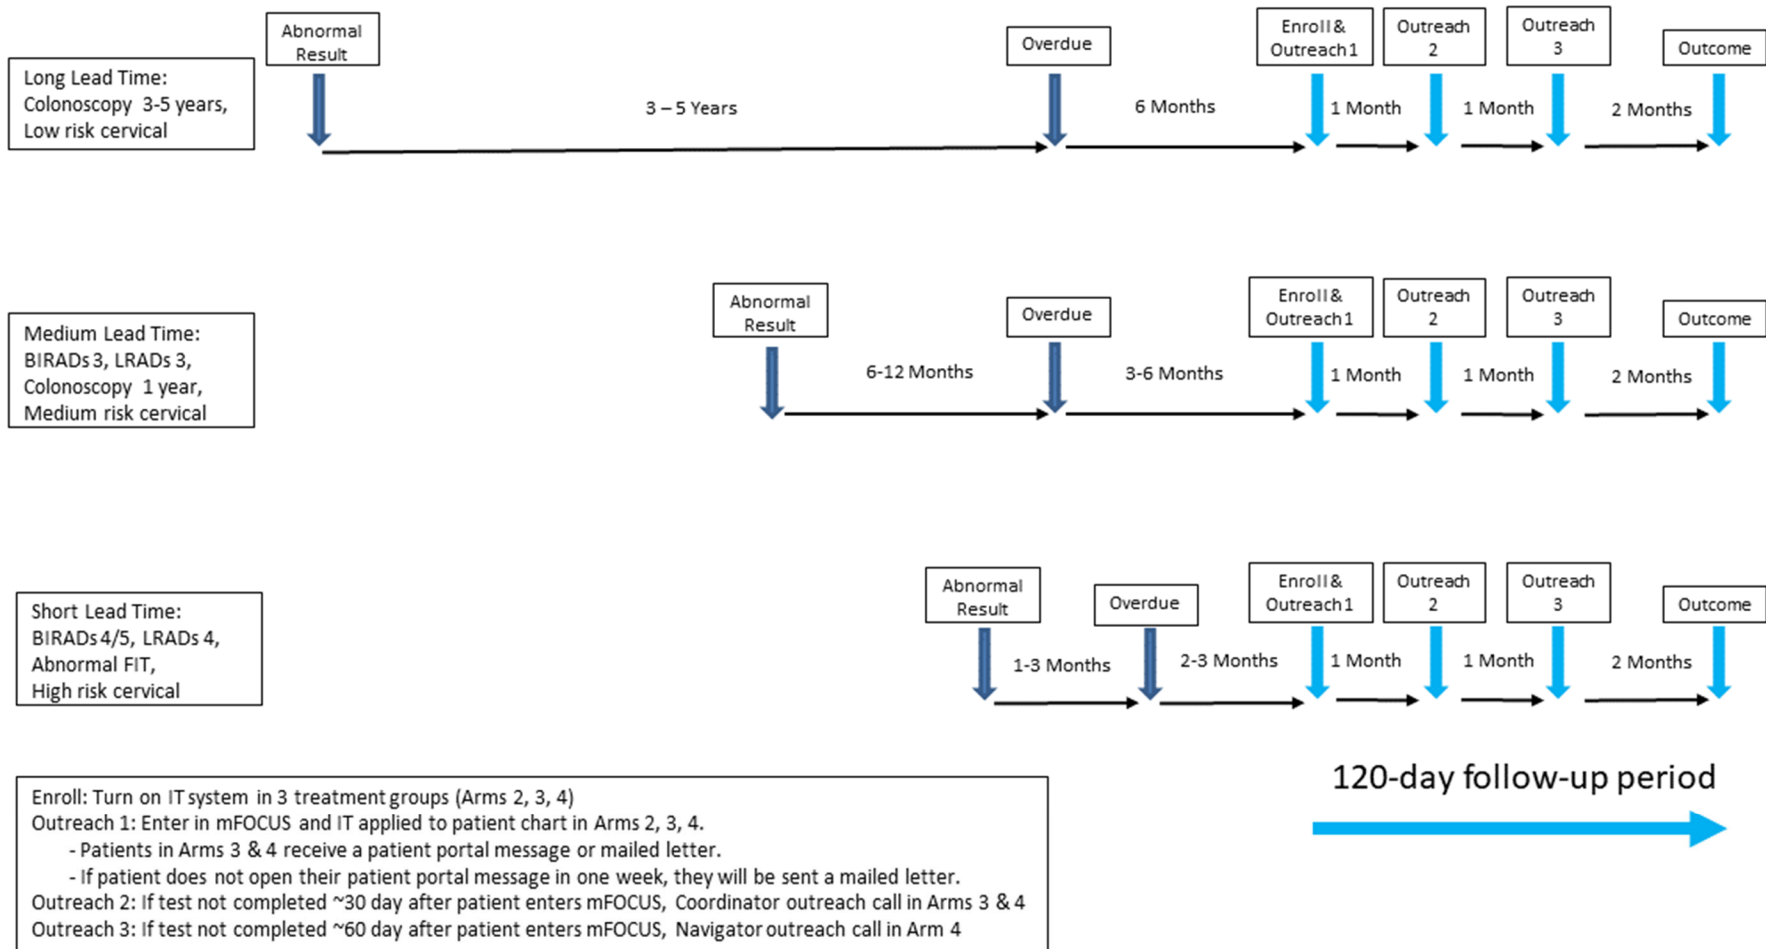 Abnormal
Result
Overdue
Enroll &
Outreach 1
Outreach
2
Outreach
3
Outcome
Long Lead Time:
Colonoscopy 3-5 years,
Low risk cervical
3 – 5 Years
6 Months
1 Month
1 Month
2 Months
Abnormal
Result
Overdue
Enroll &
Outreach 1
Outreach
2
Outreach
3
Outcome
Medium Lead Time:
BIRADs 3, LRADs 3,
Colonoscopy 1 year,
Medium risk cervical
6-12 Months
3-6 Months
1 Month
1 Month
2 Months
Abnormal
Result
Overdue
Enroll &
Outreach 1
Outreach
2
Outreach
3
Outcome
Short Lead Time:
BIRADs 4/5, LRADs 4,
Abnormal FIT,
High risk cervical
1-3 Months
2-3 Months
1 Month
1 Month
2 Months
120-day follow-up period
Enroll: Turn on IT system in 3 treatment groups (Arms 2, 3, 4)
Outreach 1: Enter in mFOCUS and IT applied to patient chart in Arms 2, 3, 4.
- Patients in Arms 3 & 4 receive a patient portal message or mailed letter.
- If patient does not open their patient portal message in one week, they will be sent a mailed letter.
Outreach 2: If test not completed ~30 day after patient enters mFOCUS, Coordinator outreach call in Arms 3 & 4
Outreach 3: If test not completed ~60 day after patient enters mFOCUS, Navigator outreach call in Arm 4